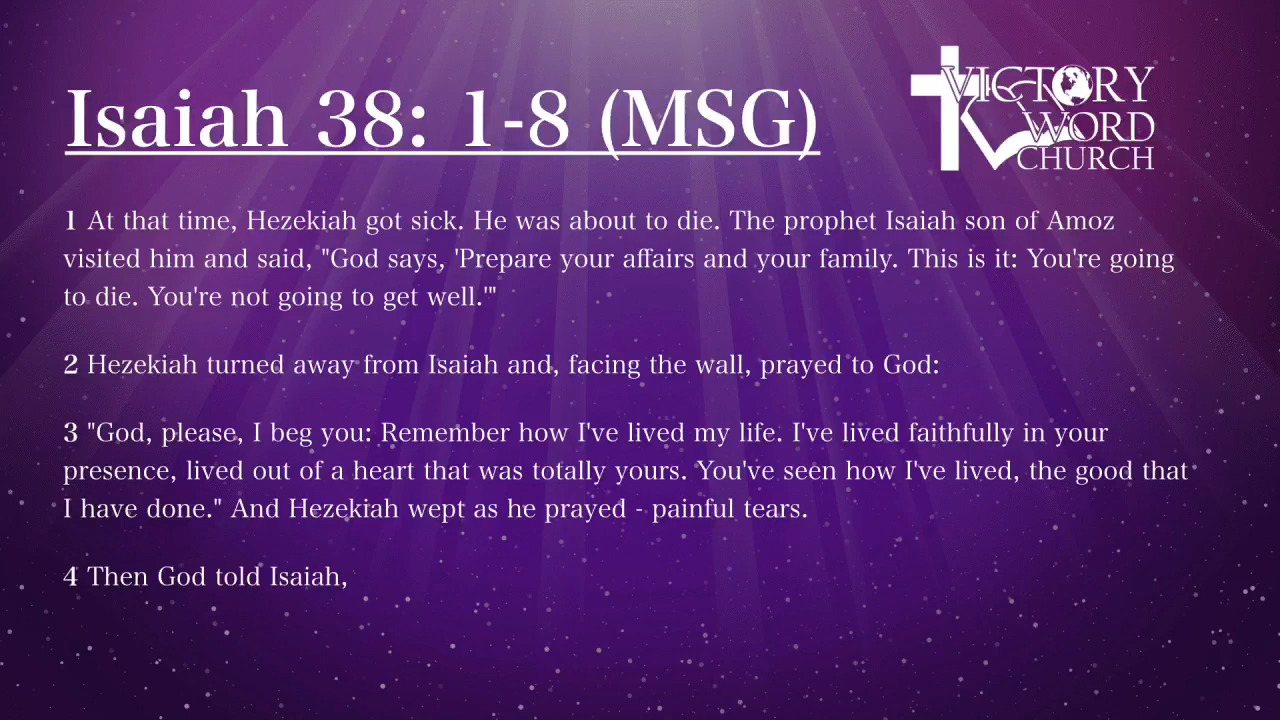 Isaiah 38: 1-8 (MSG)
VICTORY
WORD
CHURCH
1 At that time, Hezekiah got sick. He was about to die. The prophet Isaiah son of Amoz
visited him and said, "God says, 'Prepare your affairs and your family. This is it: You're going
to die. You're not going to get well.'"
2 Hezekiah turned away from Isaiah and, facing the wall, prayed to God:
3 "God, please, I beg you: Remember how I've lived my life. I've lived faithfully in your
presence, lived out of a heart that was totally yours. You've seen how I've lived, the good that
I have done." And Hezekiah wept as he prayed - painful tears.
4 Then God told Isaiah,